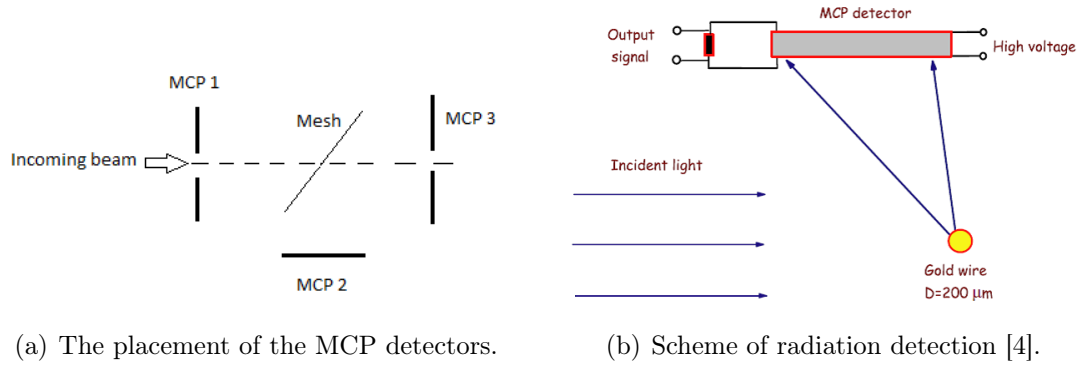 MCP 1
Mesh
MCP 3
Incoming beam
MCP 2
(a) The placement of the MCP detectors.
MCP detector
Output
signal
High voltage
Incident light
Gold wire
D=200 μm
(b) Scheme of radiation detection [4].